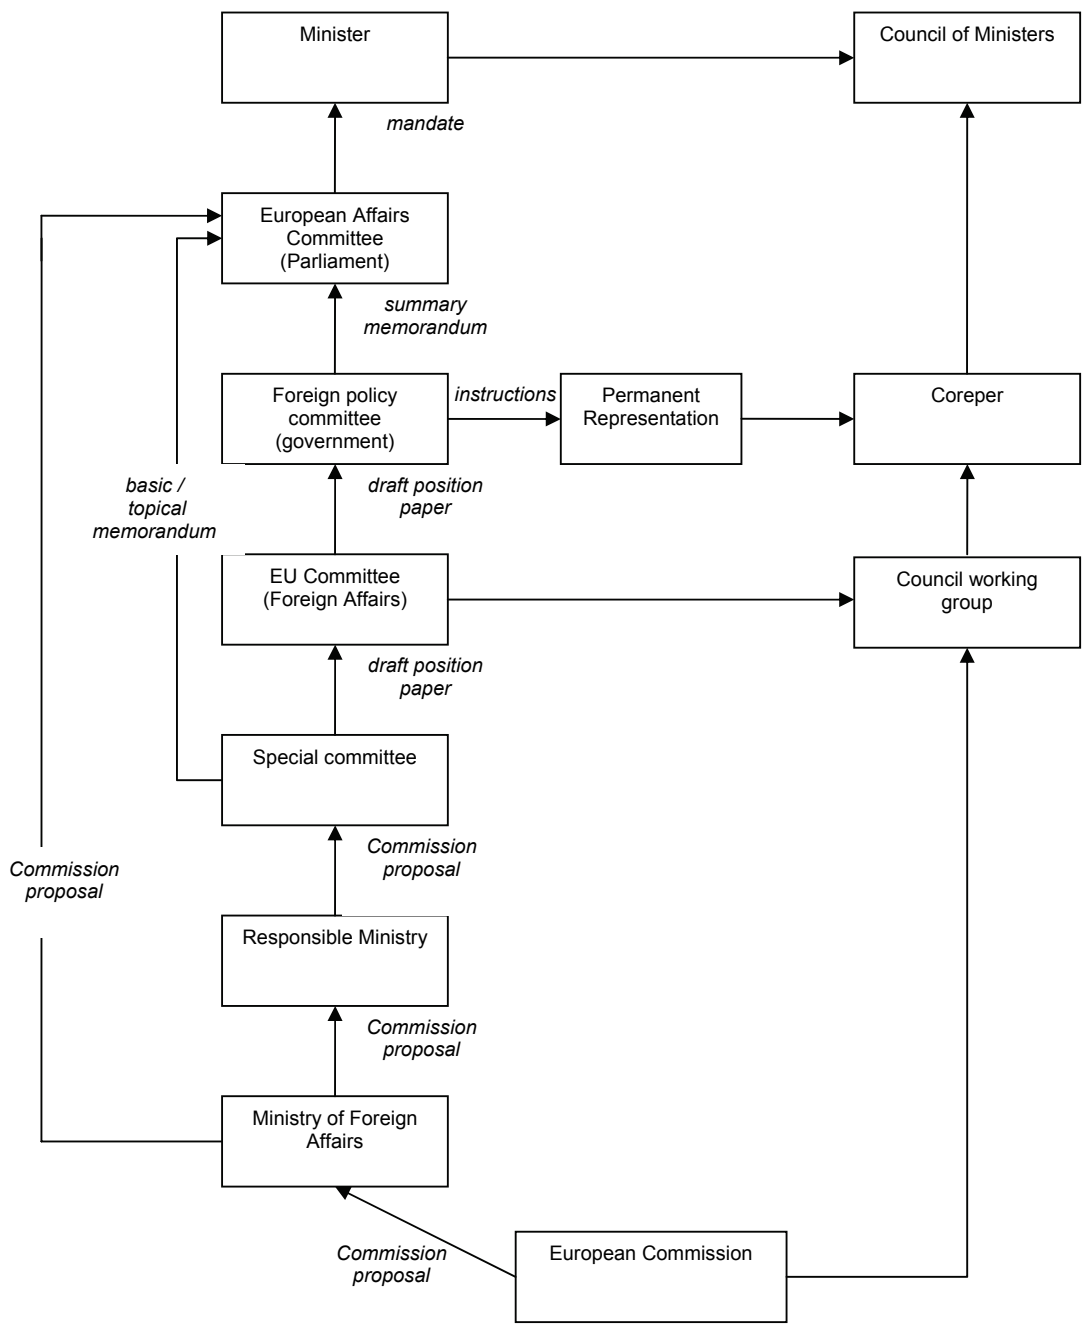 Minister
Council of Ministers
mandate
European Affairs
Committee
(Parliament)
summary
memorandum
Foreign policy
committee
(government)
instructions
Permanent
Representation
Coreper
basic /
topical
memorandum
draft position
paper
EU Committee
(Foreign Affairs)
Council working
group
draft position
paper
Special committee
Commission
proposal
Commission
proposal
Responsible Ministry
Commission
proposal
Ministry of Foreign
Affairs
Commission
proposal
European Commission